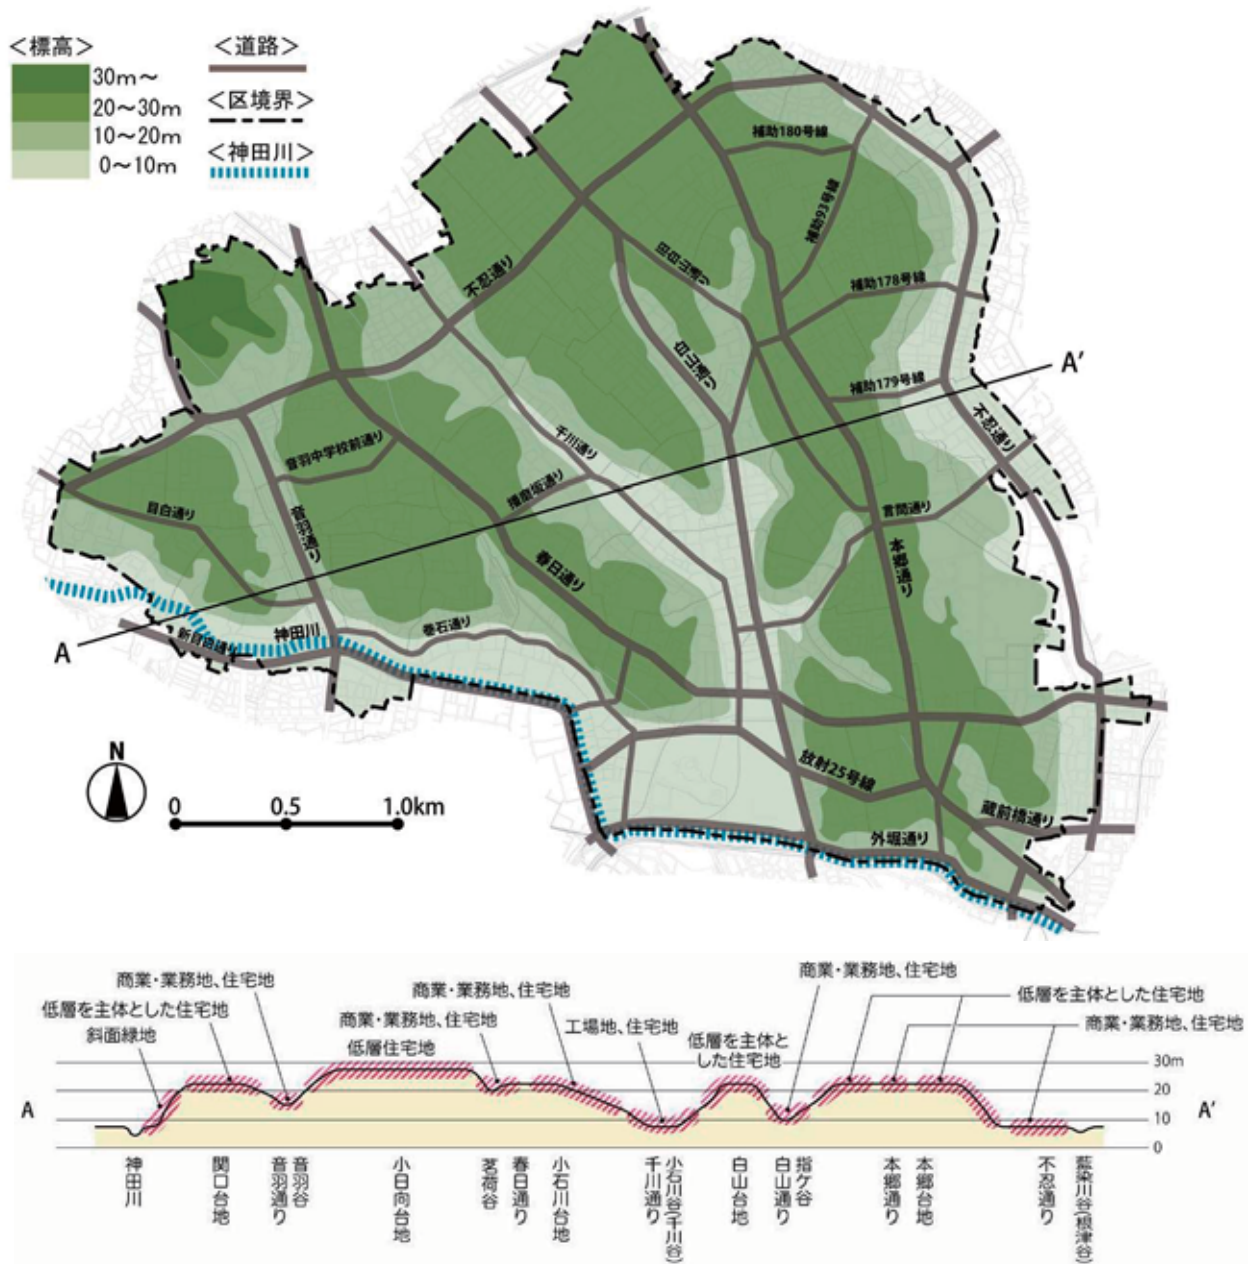 <標高>
30m～
20～30m
10～20m
0～10m
<道路>
<区境界>
<神田川>
補助180号線
補助93号線
旧白山通り
不忍通り
補助178号線
白山通り
補助179号線
A'
不忍通り
千川通り
音羽中学校前通り
播磨坂通り
目白通り
音羽通り
言問通り
本郷通り
春日通り
神田川
巻石通り
新目白通り
A
放射25号線
蔵前橋通り
外堀通り
N
0 0.5 1.0km
商業・業務地、住宅地
低層を主体とした住宅地
斜面緑地
商業・業務地、住宅地
商業・業務地、住宅地
低層住宅地
工場地、住宅地
低層を主体と
した住宅地
商業・業務地、住宅地
低層を主体とした住宅地
商業・業務地、住宅地
30m
20
10
0
A
A'
神田川
関口台地
音羽通り
音羽谷
小日向台地
茗荷谷
春日通り
小石川台地
千川通り
小石川谷(千川谷)
白山台地
白山通り
指ケ谷
本郷通り
本郷台地
不忍通り
藍染川谷(根津谷)